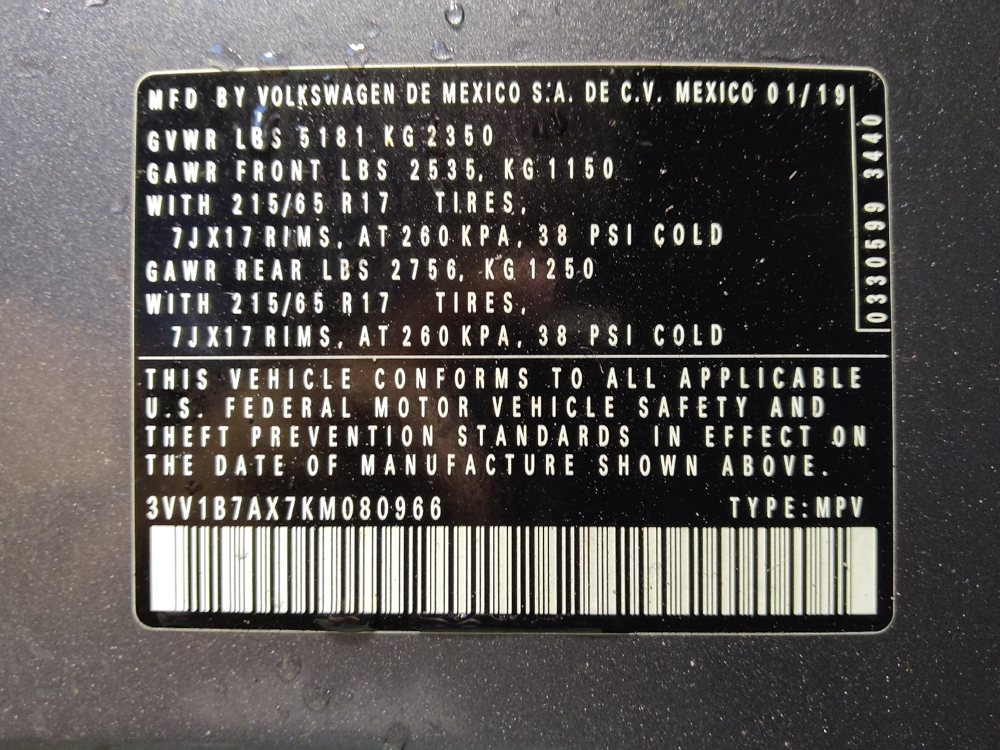 MFD BY VOLKSWAGEN DE MEXICO S.A. DE C.V. MEXICO 01/19
GVWR LBS 5181 KG 2350
GAWR FRONT LBS 2535, KG 1150
WITH 215/65 R17 TIRES,
7JX17 RIMS, AT 260 KPA, 38 PSI COLD
GAWR REAR LBS 2756, KG 1250
WITH 215/65 R17 TIRES,
7JX17 RIMS, AT 260 KPA, 38 PSI COLD
0330599 3440
THIS VEHICLE CONFORMS TO ALL APPLICABLE
U.S. FEDERAL MOTOR VEHICLE SAFETY AND
THEFT PREVENTION STANDARDS IN EFFECT ON
THE DATE OF MANUFACTURE SHOWN ABOVE.
3VV1B7AX7KM080966 TYPE:MPV